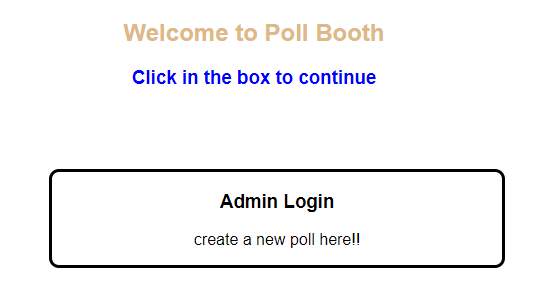 Welcome to Poll Booth
Click in the box to continue
Admin Login
create a new poll here!!